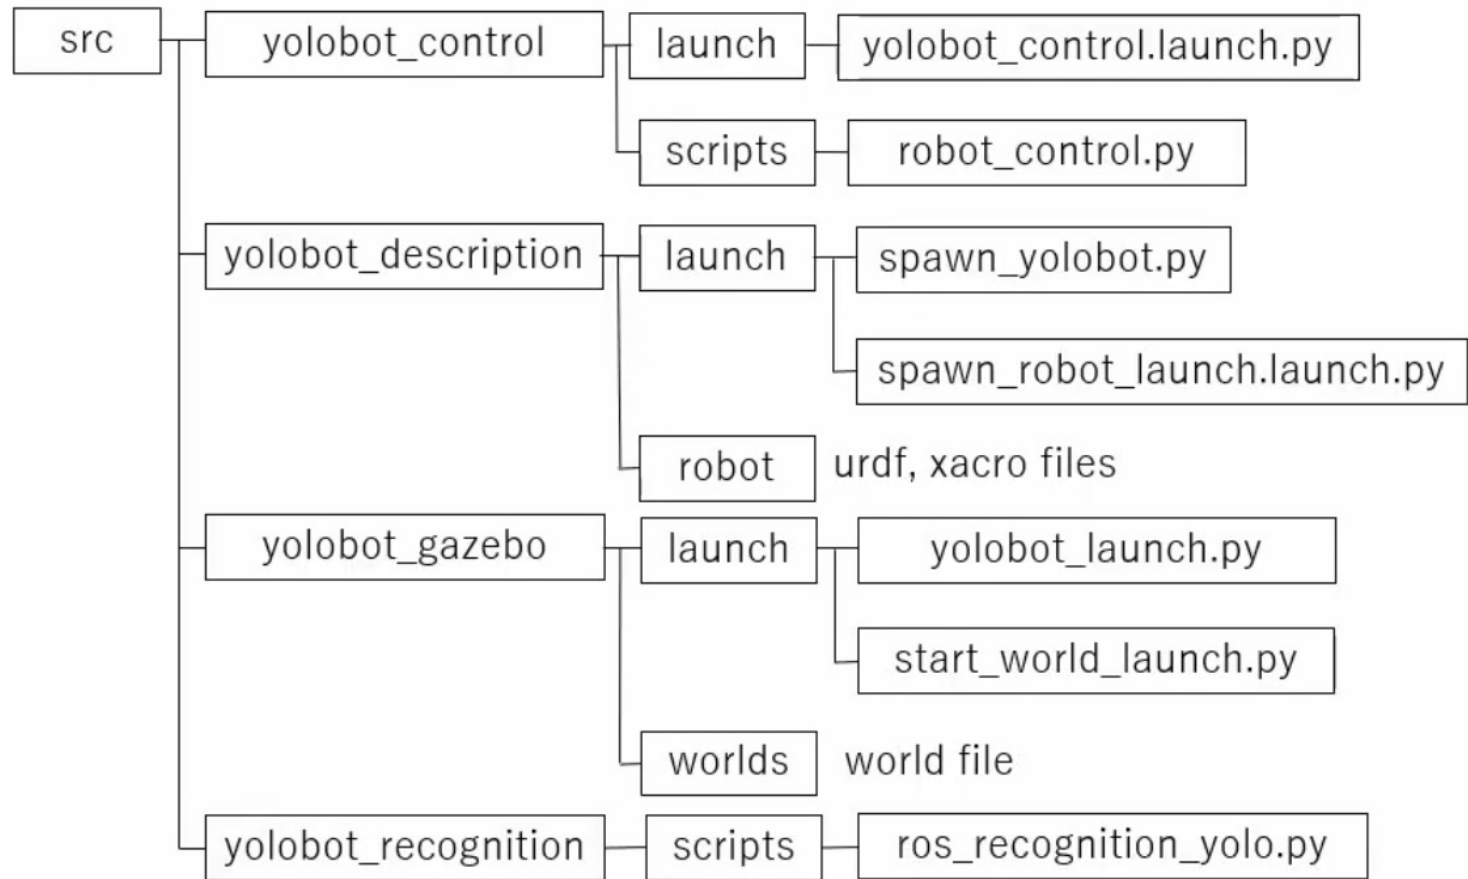 src
yolobot_control
launch
yolobot_control.launch.py
scripts
robot_control.py
yolobot_description
launch
spawn_yolobot.py
spawn_robot_launch.launch.py
robot
urdf, xacro files
yolobot_gazebo
launch
yolobot_launch.py
start_world_launch.py
worlds
world file
yolobot_recognition
scripts
ros_recognition_yolo.py